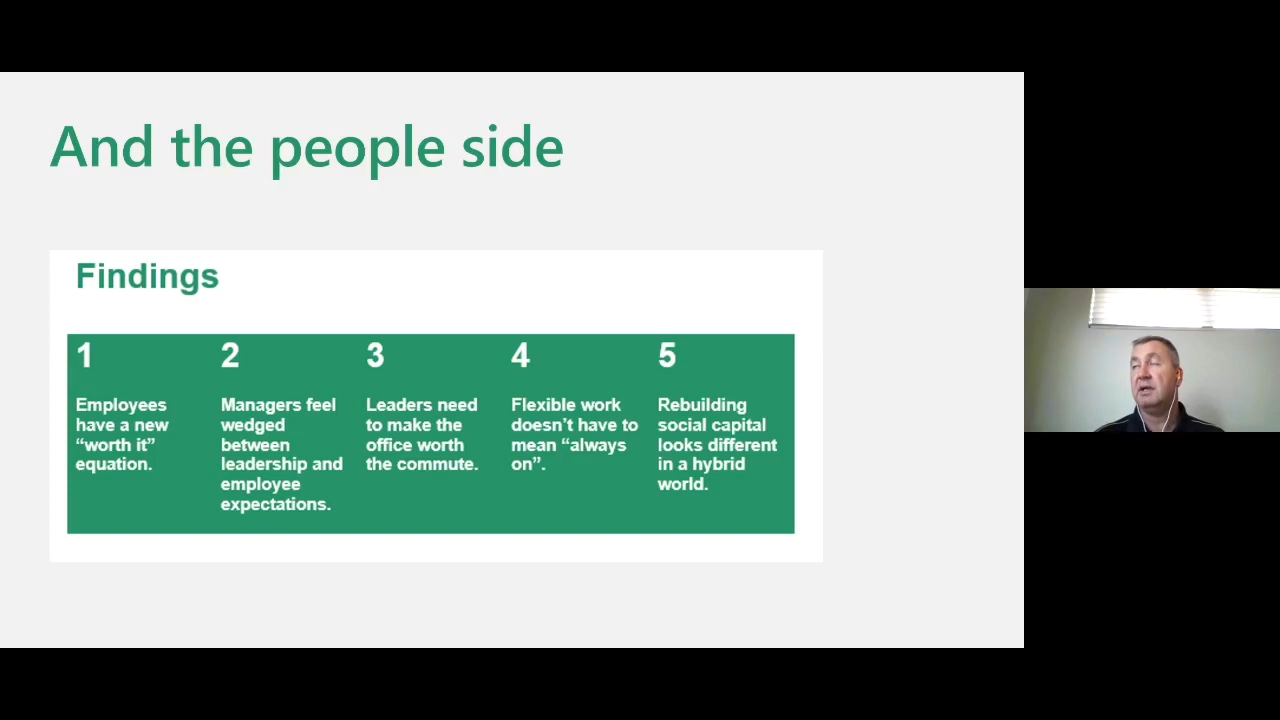 And the people side
Findings
1
Employees
have a new
“worth it”
equation.
2
Managers feel
wedged
between
leadership and
employee
expectations.
3
Leaders need
to make the
office worth
the commute.
4
Flexible work
doesn’t have to
mean “always
on”.
5
Rebuilding
social capital
looks different
in a hybrid
world.